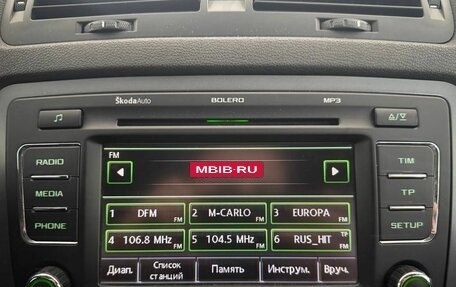 ŠkodaAuto BOLERO MP3
RADIO TIM
MEDIA TP
PHONE SETUP
FM
MBIB-RU
1 DFM FM 2 M-CARLO FM 3 EUROPA FM
4 106.8 MHz FM 5 104.5 MHz FM 6 RUS_HIT TP FM
Диап. Список станций Память Инструм. Вруч.